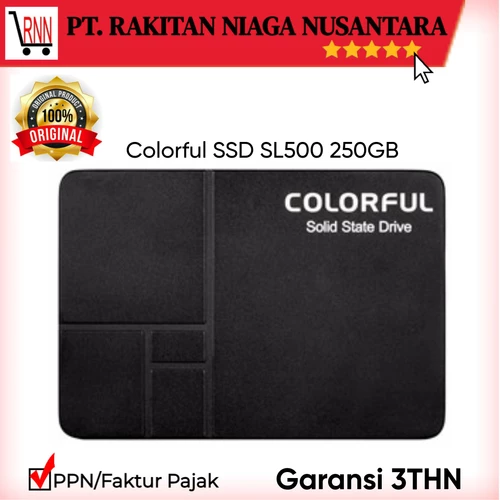 RNN
PT. RAKITAN NIAGA NUSANTARA
ORIGINAL PRODUCT
100%
ORIGINAL
Colorful SSD SL500 250GB
COLORFUL
Solid State Drive
PPN/Faktur Pajak
Garansi 3THN